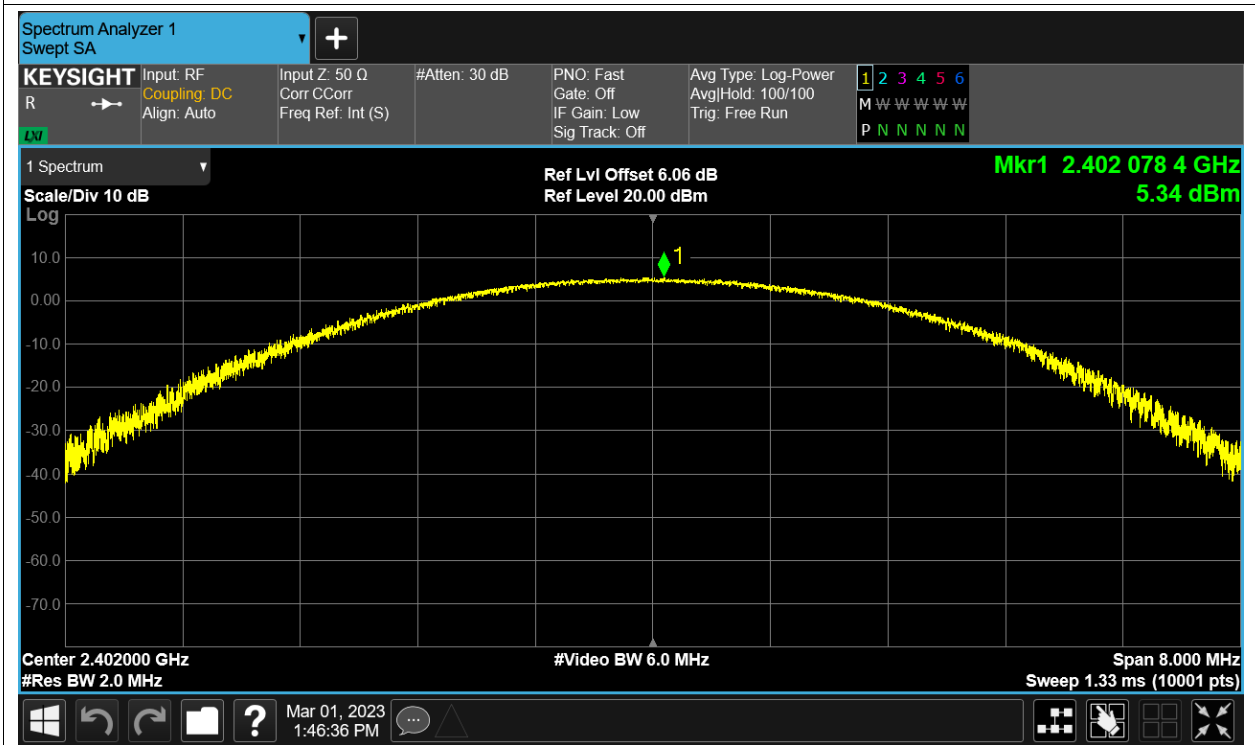 Spectrum Analyzer 1
Swept SA
+
KEYSIGHT
R
LXI
Input: RF
Coupling: DC
Align: Auto
Input Z: 50 Ω
Corr CCorr
Freq Ref: Int (S)
#Atten: 30 dB
PNO: Fast
Gate: Off
IF Gain: Low
Sig Track: Off
Avg Type: Log-Power
Avg|Hold: 100/100
Trig: Free Run
1 2 3 4 5 6
M W W W W W
P N N N N N
1 Spectrum
Scale/Div 10 dB
Log
Ref Lvl Offset 6.06 dB
Ref Level 20.00 dBm
Mkr1 2.402 078 4 GHz
5.34 dBm
1
10.0
0.00
-10.0
-20.0
-30.0
-40.0
-50.0
-60.0
-70.0
Center 2.402000 GHz
#Res BW 2.0 MHz
#Video BW 6.0 MHz
Span 8.000 MHz
Sweep 1.33 ms (10001 pts)
?
Mar 01, 2023
1:46:36 PM